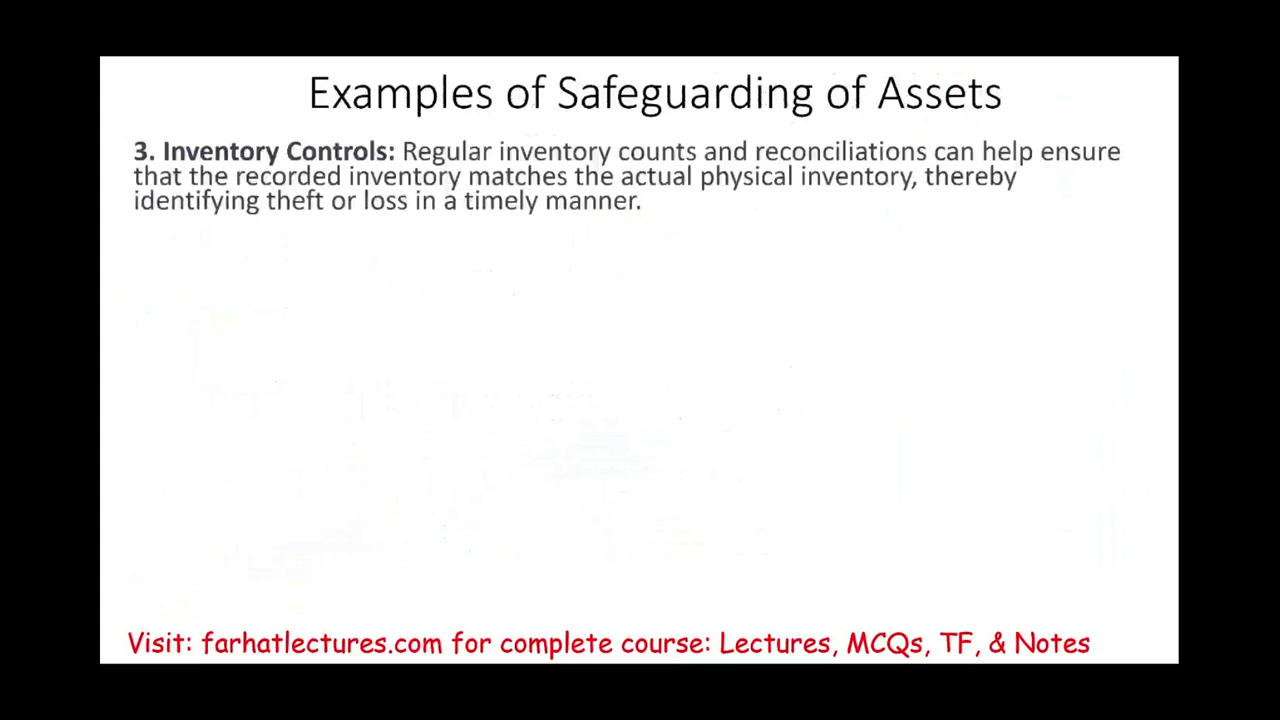 Examples of Safeguarding of Assets
3. Inventory Controls: Regular inventory counts and reconciliations can help ensure
that the recorded inventory matches the actual physical inventory, thereby
identifying theft or loss in a timely manner.
Visit: farhatlectures.com for complete course: Lectures, MCQs, TF, & Notes